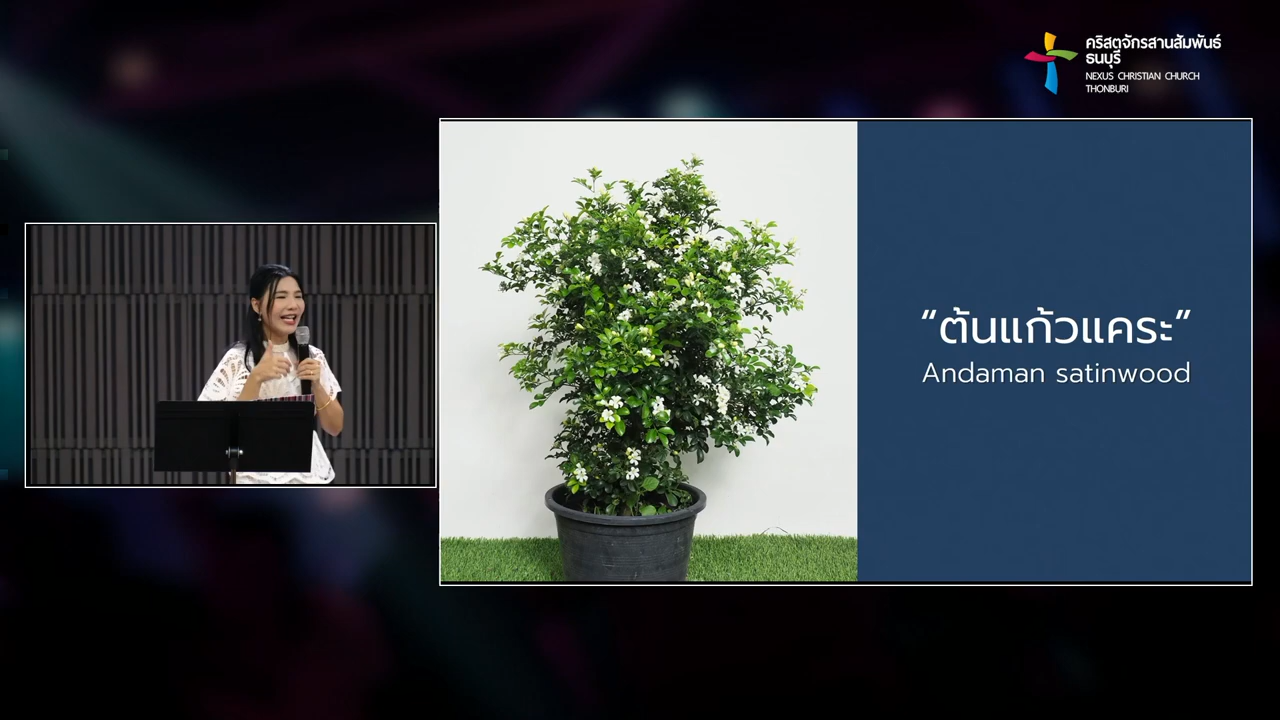 คริสตจักรสานสัมพันธ์
ธนบุรี
NEXUS CHRISTIAN CHURCH
THONBURI
“ต้นแก้วแคระ”
Andaman satinwood